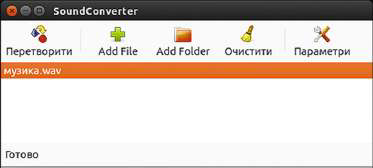 SoundConverter
Перетворити Add File Add Folder Очистити Параметри
музика.wav
Готово